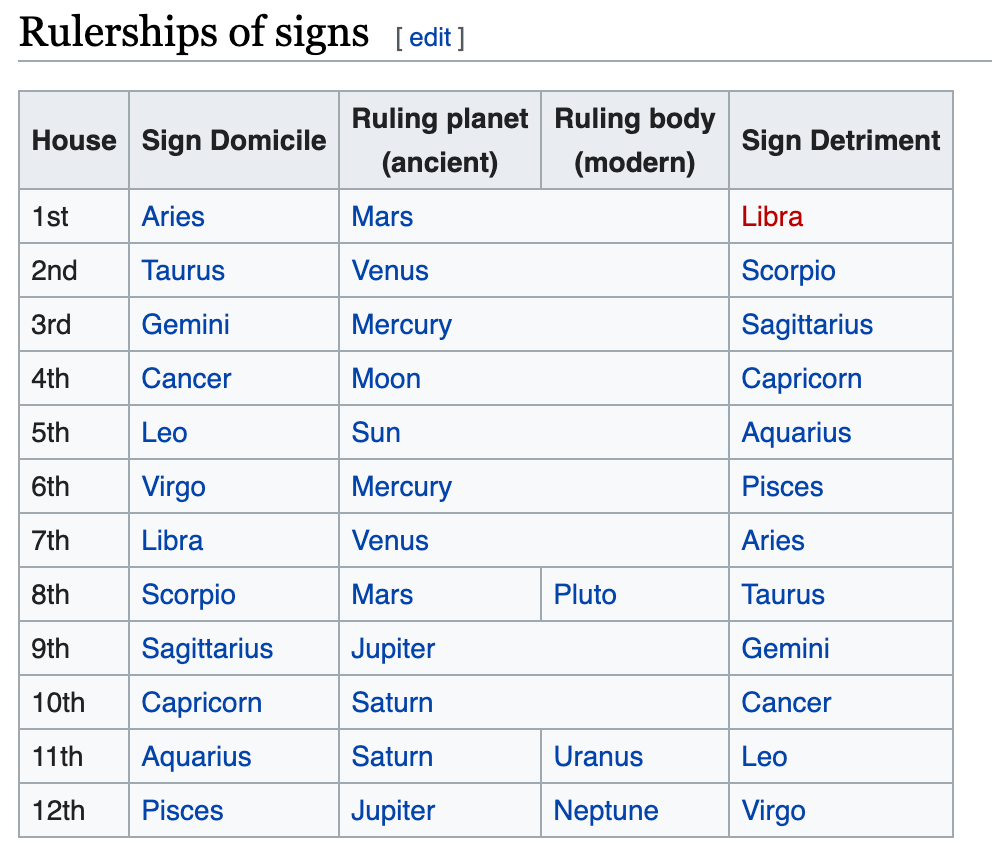 Rulerships of signs [ edit ]
House Sign Domicile Ruling planet (ancient) Ruling body (modern) Sign Detriment
1st Aries Mars Libra
2nd Taurus Venus Scorpio
3rd Gemini Mercury Sagittarius
4th Cancer Moon Capricorn
5th Leo Sun Aquarius
6th Virgo Mercury Pisces
7th Libra Venus Aries
8th Scorpio Mars Pluto Taurus
9th Sagittarius Jupiter Gemini
10th Capricorn Saturn Cancer
11th Aquarius Saturn Uranus Leo
12th Pisces Jupiter Neptune Virgo